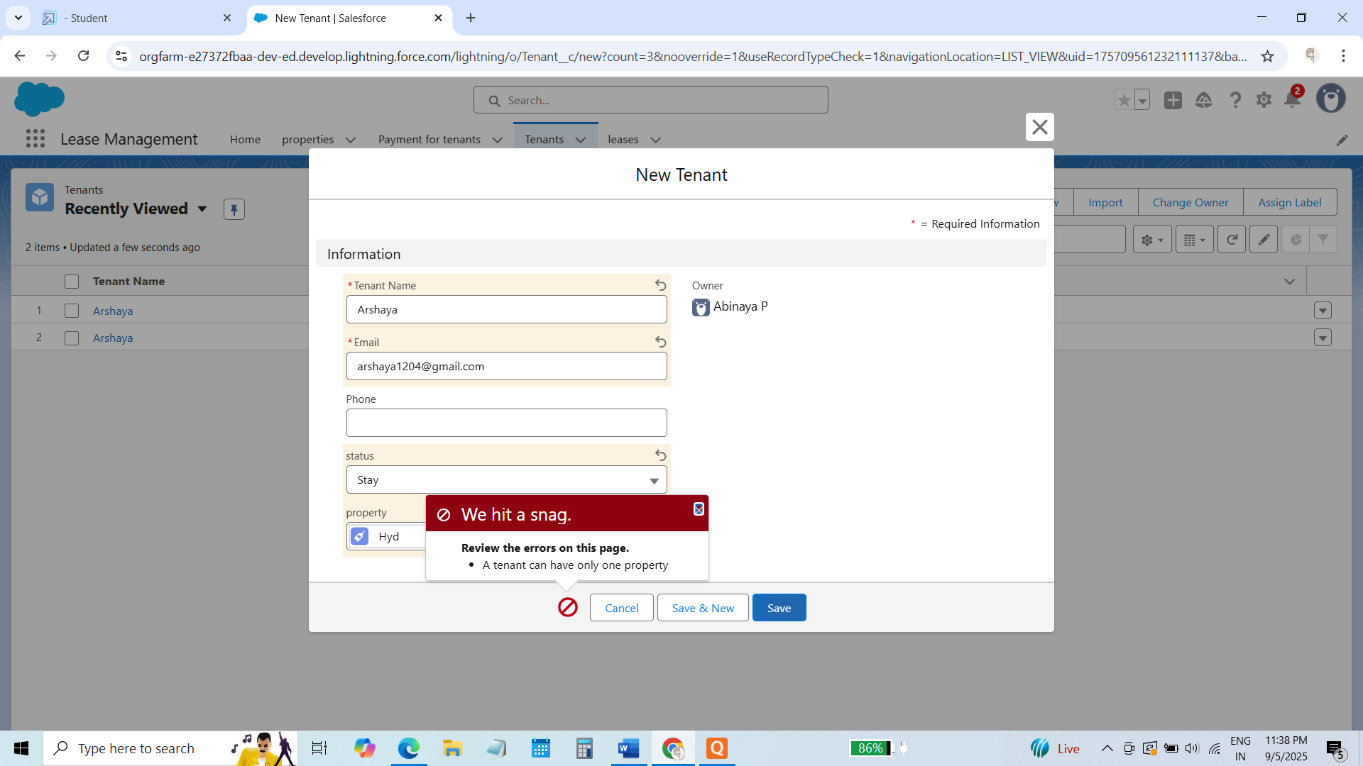 - Student
New Tenant | Salesforce
orgfarm-e27372fbaa-dev-ed.develop.lightning.force.com/lightning/o/Tenant__c/new?count=3&nooverride=1&useRecordTypeCheck=1&navigationLocation=LIST_VIEW&uid=175709561232111137&ba...
Search...
2
Lease Management
Home
properties
Payment for tenants
Tenants
leases
New Tenant
Tenants
Recently Viewed
Import
Change Owner
Assign Label
* = Required Information
2 items • Updated a few seconds ago
Information
Tenant Name
1 Arshaya
2 Arshaya
*Tenant Name
Arshaya
Owner
Abinaya P
*Email
arshaya1204@gmail.com
Phone
status
Stay
property
Hyd
We hit a snag.
Review the errors on this page.
• A tenant can have only one property
Cancel
Save & New
Save
Type here to search
86%
Live
ENG
IN
11:38 PM
9/5/2025
5